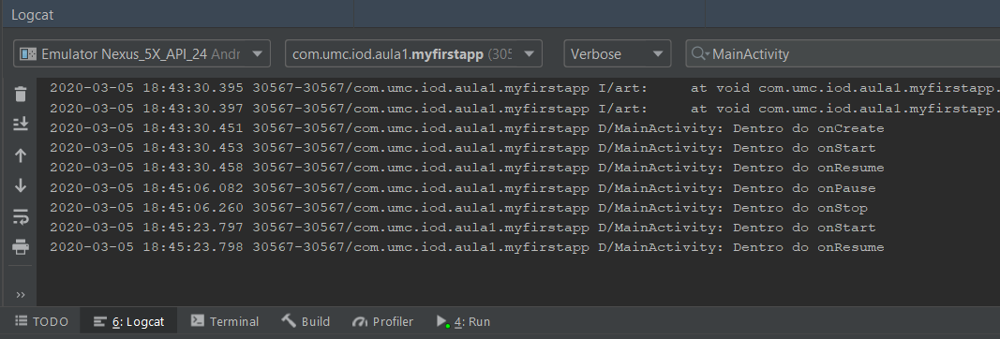 Logcat
Emulator Nexus_5X_API_24 Andr com.umc.iod.aula1.myfirstapp (305 Verbose MainActivity
2020-03-05 18:43:30.395 30567-30567/com.umc.iod.aula1.myfirstapp I/art:     at void com.umc.iod.aula1.myfirstapp.
2020-03-05 18:43:30.397 30567-30567/com.umc.iod.aula1.myfirstapp I/art:     at void com.umc.iod.aula1.myfirstapp.
2020-03-05 18:43:30.451 30567-30567/com.umc.iod.aula1.myfirstapp D/MainActivity: Dentro do onCreate
2020-03-05 18:43:30.453 30567-30567/com.umc.iod.aula1.myfirstapp D/MainActivity: Dentro do onStart
2020-03-05 18:43:30.458 30567-30567/com.umc.iod.aula1.myfirstapp D/MainActivity: Dentro do onResume
2020-03-05 18:45:06.082 30567-30567/com.umc.iod.aula1.myfirstapp D/MainActivity: Dentro do onPause
2020-03-05 18:45:06.260 30567-30567/com.umc.iod.aula1.myfirstapp D/MainActivity: Dentro do onStop
2020-03-05 18:45:23.797 30567-30567/com.umc.iod.aula1.myfirstapp D/MainActivity: Dentro do onStart
2020-03-05 18:45:23.798 30567-30567/com.umc.iod.aula1.myfirstapp D/MainActivity: Dentro do onResume
TODO 6: Logcat Terminal Build Profiler 4: Run